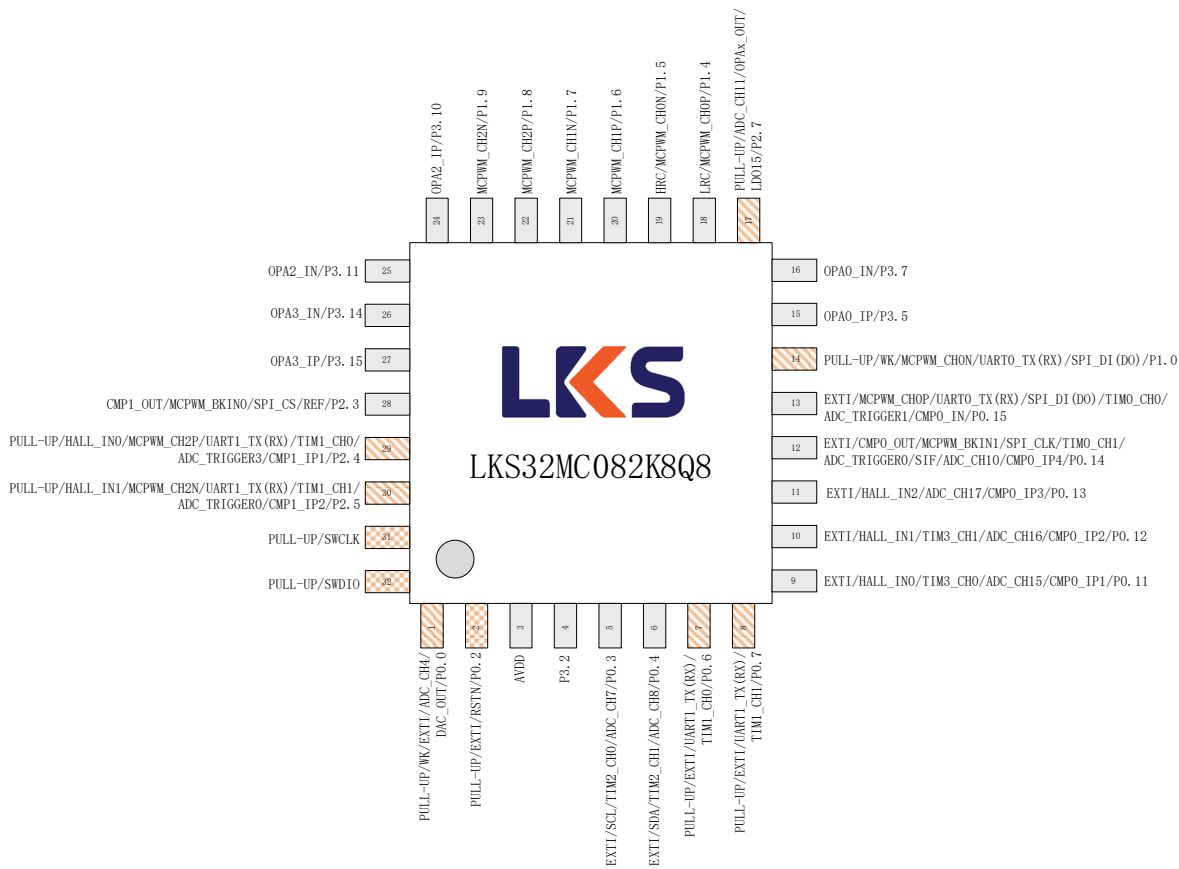 OPA2_IP/P3.10
MCPWM_CH2N/P1.9
MCPWM_CH2P/P1.8
MCPWM_CH1N/P1.7
MCPWM_CH1P/P1.6
HRC/MCPWM_CH0N/P1.5
LRC/MCPWM_CH0P/P1.4
PULL-UP/ADC_CH11/OPAx_OUT/
LDO15/P2.7
24
23
22
21
20
19
18
17
OPA2_IN/P3.11
25
OPA3_IN/P3.14
26
OPA3_IP/P3.15
27
CMP1_OUT/MCPWM_BKIN0/SPI_CS/REF/P2.3
28
PULL-UP/HALL_IN0/MCPWM_CH2P/UART1_TX(RX)/TIM1_CH0/
ADC_TRIGGER3/CMP1_IP1/P2.4
29
PULL-UP/HALL_IN1/MCPWM_CH2N/UART1_TX(RX)/TIM1_CH1/
ADC_TRIGGER0/CMP1_IP2/P2.5
30
PULL-UP/SWCLK
31
PULL-UP/SWDIO
32
LKS
LKS32MC082K8Q8
16
OPA0_IN/P3.7
15
OPA0_IP/P3.5
14
PULL-UP/WK/MCPWM_CH0N/UART0_TX(RX)/SPI_DI(DO)/P1.0
13
EXTI/MCPWM_CH0P/UART0_TX(RX)/SPI_DI(DO)/TIM0_CH0/
ADC_TRIGGER1/CMP0_IN/P0.15
12
EXTI/CMP0_OUT/MCPWM_BKIN1/SPI_CLK/TIM0_CH1/
ADC_TRIGGER0/SIF/ADC_CH10/CMP0_IP4/P0.14
11
EXTI/HALL_IN2/ADC_CH17/CMP0_IP3/P0.13
10
EXTI/HALL_IN1/TIM3_CH1/ADC_CH16/CMP0_IP2/P0.12
9
EXTI/HALL_IN0/TIM3_CH0/ADC_CH15/CMP0_IP1/P0.11
1
2
3
4
5
6
7
8
PULL-UP/WK/EXTI/ADC_CH4/
DAC_OUT/P0.0
PULL-UP/EXTI/RSTN/P0.2
AVDD
P3.2
EXTI/SCL/TIM2_CH0/ADC_CH7/P0.3
EXTI/SDA/TIM2_CH1/ADC_CH8/P0.4
PULL-UP/EXTI/UART1_TX(RX)/
TIM1_CH0/P0.6
PULL-UP/EXTI/UART1_TX(RX)/
TIM1_CH1/P0.7